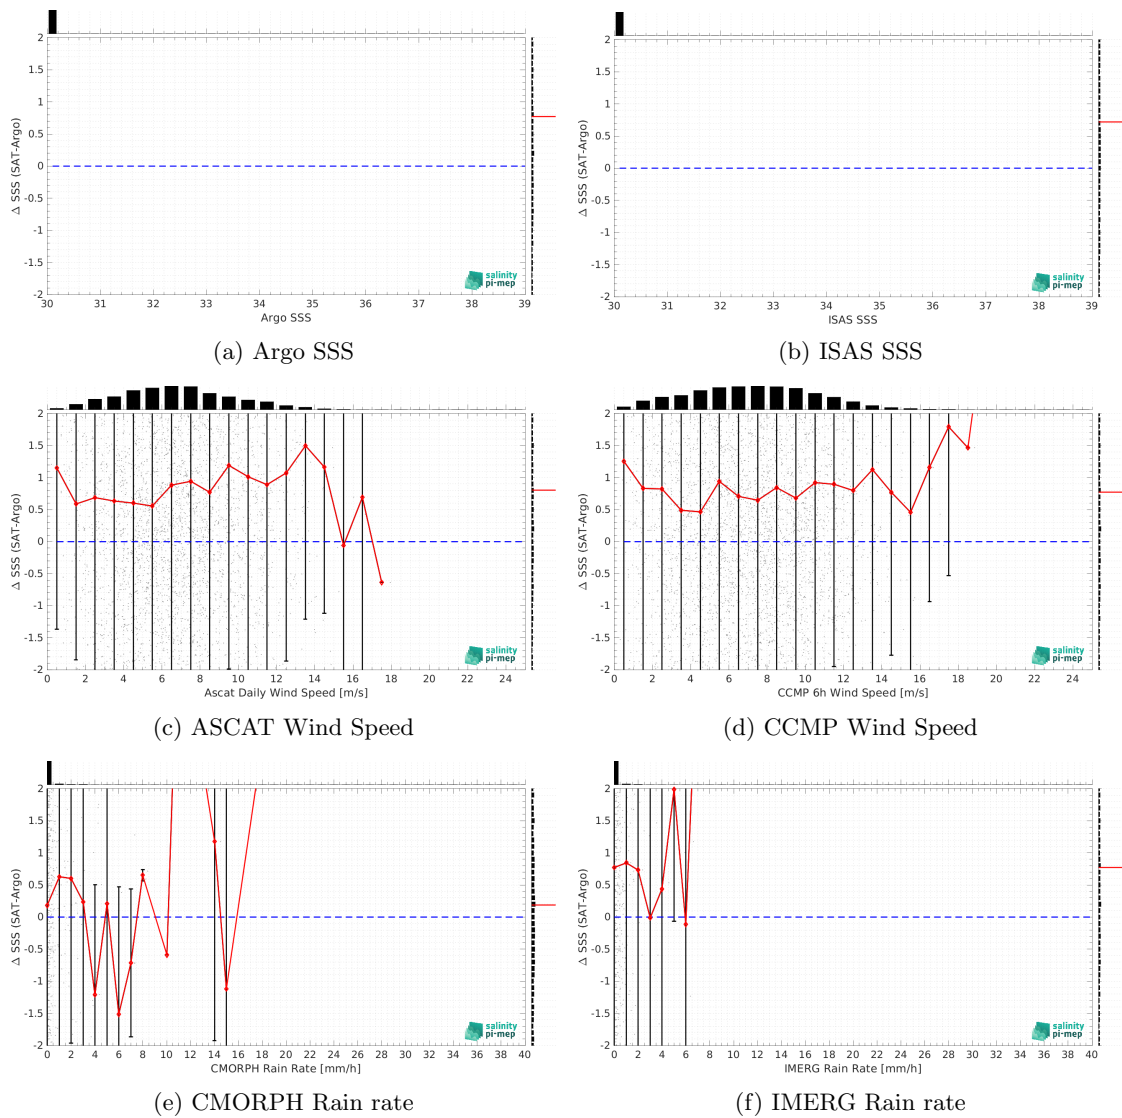 2
1.5
1
0.5
0
-0.5
-1
-1.5
-2
Δ SSS (SAT-Argo)
salinity
pi-mep
30 31 32 33 34 35 36 37 38 39
Argo SSS
(a) Argo SSS
2
1.5
1
0.5
0
-0.5
-1
-1.5
-2
Δ SSS (SAT-Argo)
salinity
pi-mep
30 31 32 33 34 35 36 37 38 39
ISAS SSS
(b) ISAS SSS
2
1.5
1
0.5
0
-0.5
-1
-1.5
-2
Δ SSS (SAT-Argo)
salinity
pi-mep
0 2 4 6 8 10 12 14 16 18 20 22 24
Ascat Daily Wind Speed [m/s]
(c) ASCAT Wind Speed
2
1.5
1
0.5
0
-0.5
-1
-1.5
-2
Δ SSS (SAT-Argo)
salinity
pi-mep
0 2 4 6 8 10 12 14 16 18 20 22 24
CCMP 6h Wind Speed [m/s]
(d) CCMP Wind Speed
2
1.5
1
0.5
0
-0.5
-1
-1.5
-2
Δ SSS (SAT-Argo)
salinity
pi-mep
0 2 4 6 8 10 12 14 16 18 20 22 24 26 28 30 32 34 36 38 40
CMORPH Rain Rate [mm/h]
(e) CMORPH Rain rate
2
1.5
1
0.5
0
-0.5
-1
-1.5
-2
Δ SSS (SAT-Argo)
salinity
pi-mep
0 2 4 6 8 10 12 14 16 18 20 22 24 26 28 30 32 34 36 38 40
IMERG Rain Rate [mm/h]
(f) IMERG Rain rate